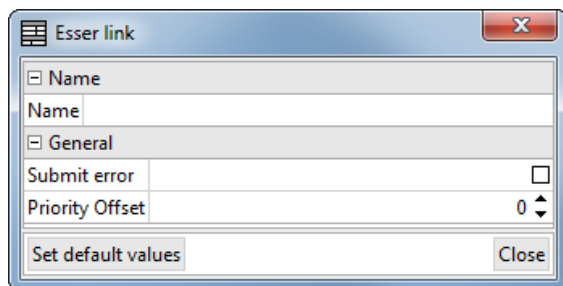 Esser link
Name
Name
General
Submit error
Priority Offset 0
Set default values Close